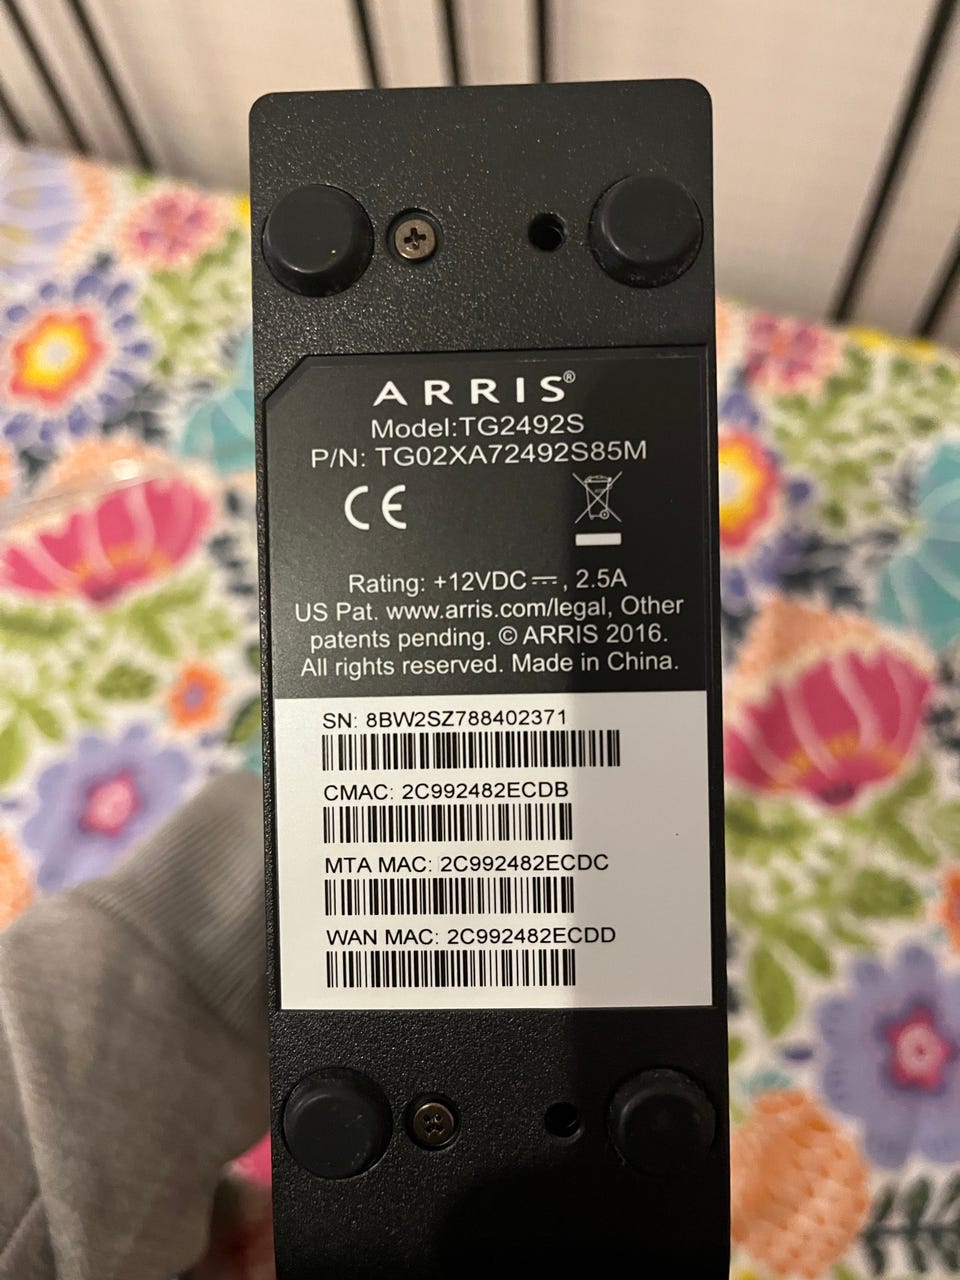 ARRIS®
Model:TG2492S
P/N: TG02XA72492S85M
CE
Rating: +12VDC⎓, 2.5A
US Pat. www.arris.com/legal, Other
patents pending. © ARRIS 2016.
All rights reserved. Made in China.
SN: 8BW2SZ788402371
CMAC: 2C992482ECDB
MTA MAC: 2C992482ECDC
WAN MAC: 2C992482ECDD